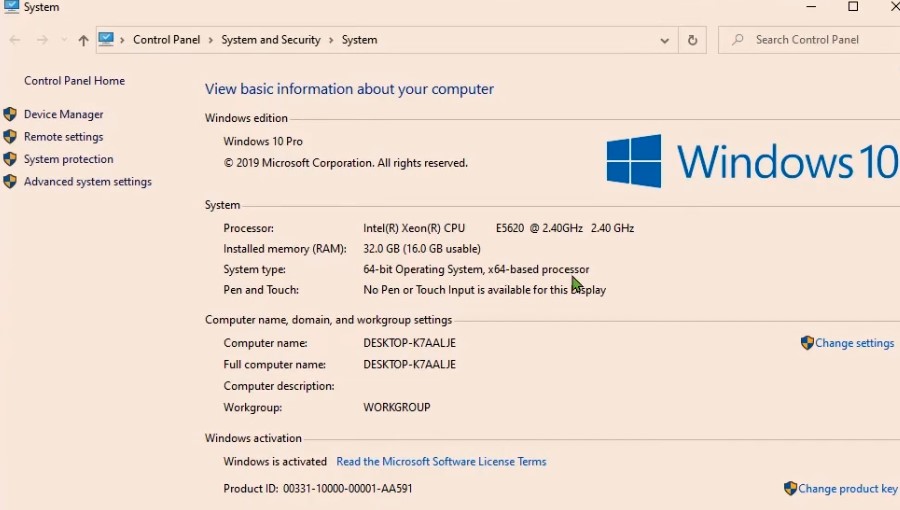 System
Control Panel > System and Security > System
Search Control Panel
Control Panel Home
Device Manager
Remote settings
System protection
Advanced system settings
View basic information about your computer
Windows edition
Windows 10 Pro
© 2019 Microsoft Corporation. All rights reserved.
Windows 10
System
Processor: Intel(R) Xeon(R) CPU E5620 @ 2.40GHz 2.40 GHz
Installed memory (RAM): 32.0 GB (16.0 GB usable)
System type: 64-bit Operating System, x64-based processor
Pen and Touch: No Pen or Touch Input is available for this Display
Computer name, domain, and workgroup settings
Computer name: DESKTOP-K7AALJE
Change settings
Full computer name: DESKTOP-K7AALJE
Computer description:
Workgroup: WORKGROUP
Windows activation
Windows is activated Read the Microsoft Software License Terms
Product ID: 00331-10000-00001-AA591
Change product key